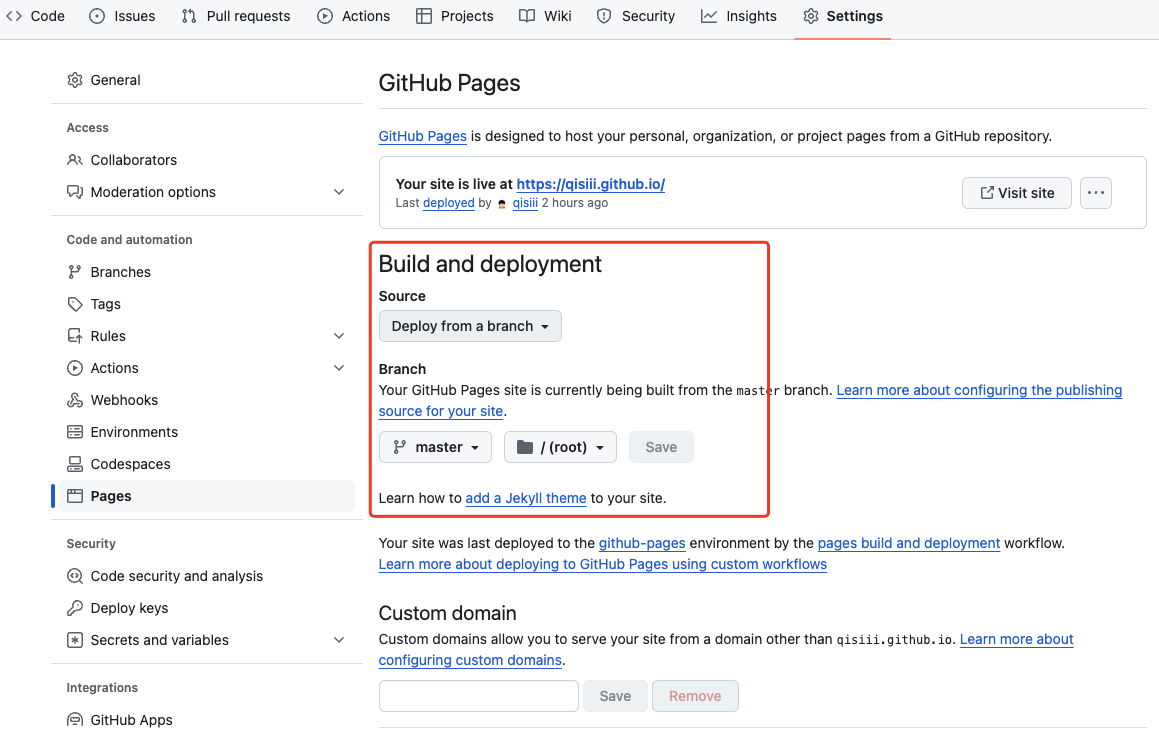 Code Issues Pull requests Actions Projects Wiki Security Insights Settings
General
Access
Collaborators
Moderation options
Code and automation
Branches
Tags
Rules
Actions
Webhooks
Environments
Codespaces
Pages
Security
Code security and analysis
Deploy keys
Secrets and variables
Integrations
GitHub Apps
GitHub Pages
GitHub Pages is designed to host your personal, organization, or project pages from a GitHub repository.
Your site is live at https://qisiii.github.io/
Last deployed by qisiii 2 hours ago
Visit site
Build and deployment
Source
Deploy from a branch
Branch
Your GitHub Pages site is currently being built from the master branch. Learn more about configuring the publishing
source for your site.
master / (root) Save
Learn how to add a Jekyll theme to your site.
Your site was last deployed to the github-pages environment by the pages build and deployment workflow.
Learn more about deploying to GitHub Pages using custom workflows
Custom domain
Custom domains allow you to serve your site from a domain other than qisiii.github.io. Learn more about
configuring custom domains.
Save Remove